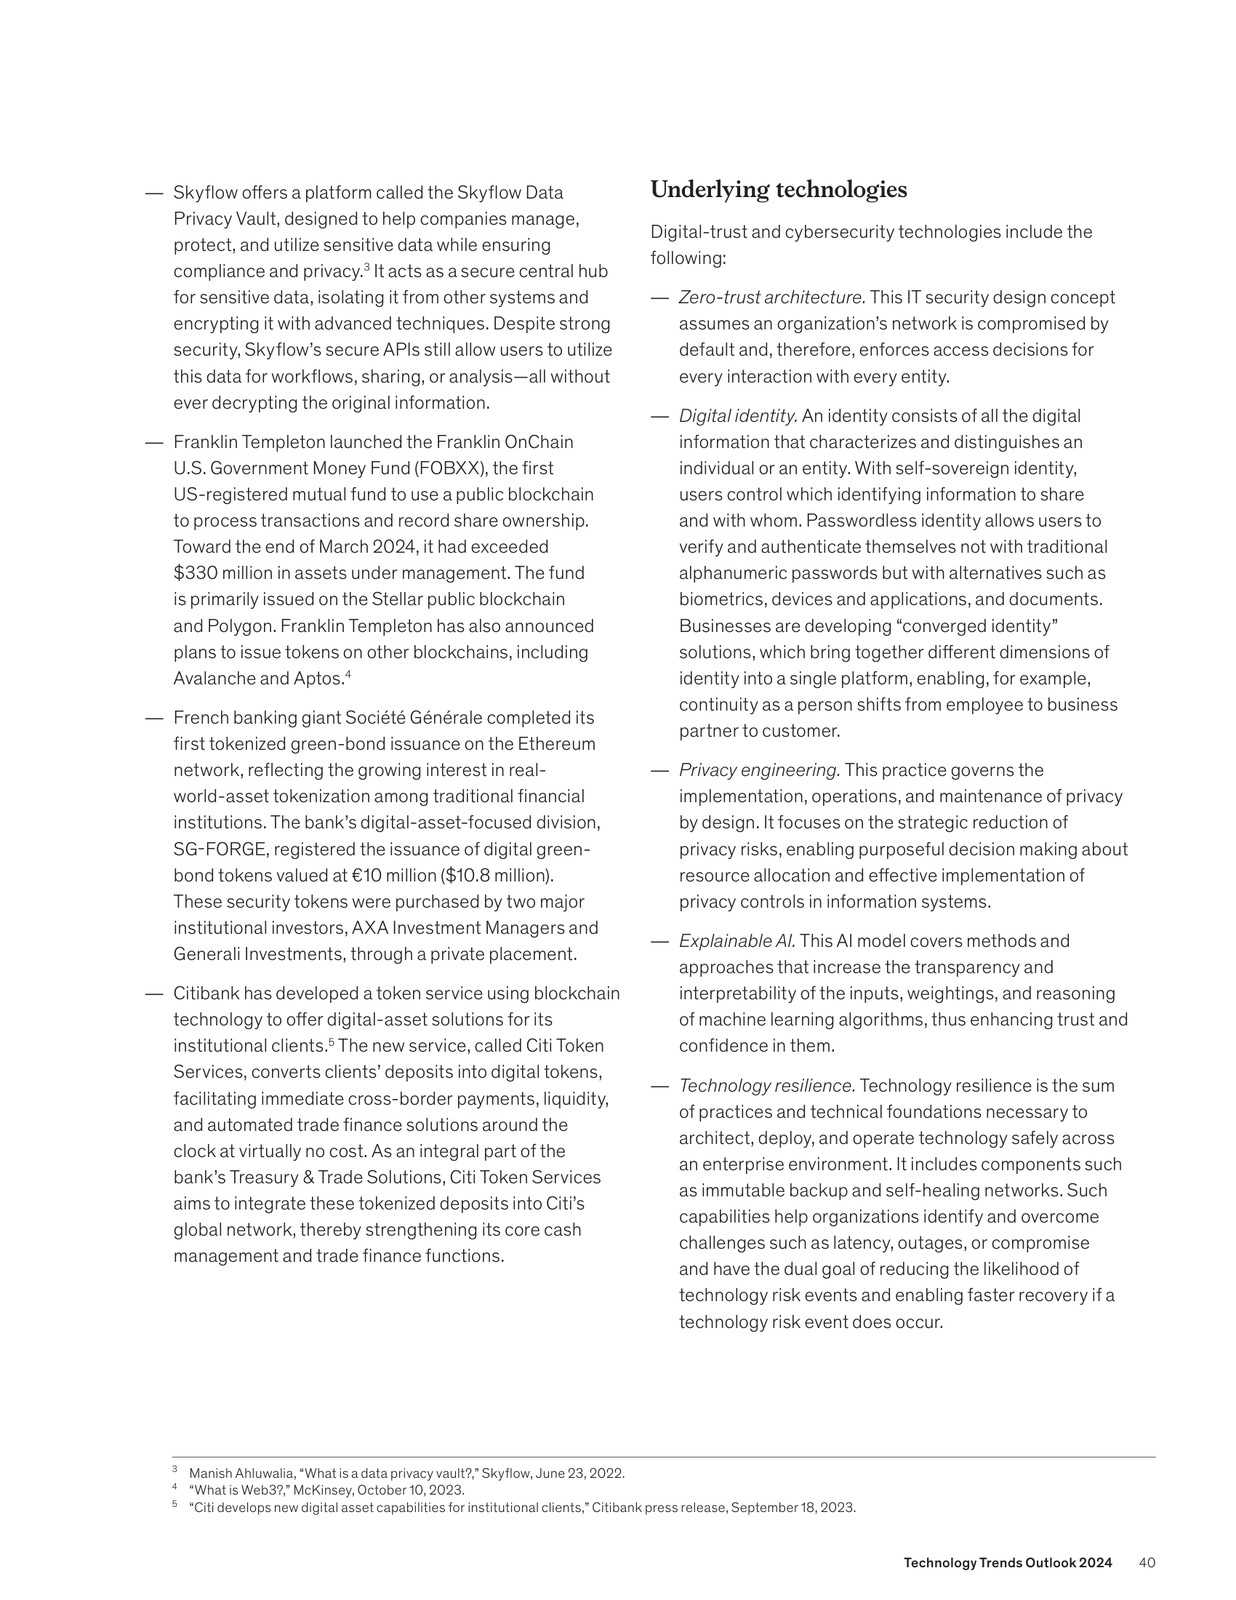 — Skyflow offers a platform called the Skyflow Data
Privacy Vault, designed to help companies manage,
protect, and utilize sensitive data while ensuring
compliance and privacy.3 It acts as a secure central hub
for sensitive data, isolating it from other systems and
encrypting it with advanced techniques. Despite strong
security, Skyflow’s secure APIs still allow users to utilize
this data for workflows, sharing, or analysis—all without
ever decrypting the original information.
— Franklin Templeton launched the Franklin OnChain
U.S. Government Money Fund (FOBXX), the first
US-registered mutual fund to use a public blockchain
to process transactions and record share ownership.
Toward the end of March 2024, it had exceeded
$330 million in assets under management. The fund
is primarily issued on the Stellar public blockchain
and Polygon. Franklin Templeton has also announced
plans to issue tokens on other blockchains, including
Avalanche and Aptos.4
— French banking giant Société Générale completed its
first tokenized green-bond issuance on the Ethereum
network, reflecting the growing interest in real-
world-asset tokenization among traditional financial
institutions. The bank’s digital-asset-focused division,
SG-FORGE, registered the issuance of digital green-
bond tokens valued at €10 million ($10.8 million).
These security tokens were purchased by two major
institutional investors, AXA Investment Managers and
Generali Investments, through a private placement.
— Citibank has developed a token service using blockchain
technology to offer digital-asset solutions for its
institutional clients.5 The new service, called Citi Token
Services, converts clients’ deposits into digital tokens,
facilitating immediate cross-border payments, liquidity,
and automated trade finance solutions around the
clock at virtually no cost. As an integral part of the
bank’s Treasury & Trade Solutions, Citi Token Services
aims to integrate these tokenized deposits into Citi’s
global network, thereby strengthening its core cash
management and trade finance functions.
Underlying technologies
Digital-trust and cybersecurity technologies include the
following:
— Zero-trust architecture. This IT security design concept
assumes an organization’s network is compromised by
default and, therefore, enforces access decisions for
every interaction with every entity.
— Digital identity. An identity consists of all the digital
information that characterizes and distinguishes an
individual or an entity. With self-sovereign identity,
users control which identifying information to share
and with whom. Passwordless identity allows users to
verify and authenticate themselves not with traditional
alphanumeric passwords but with alternatives such as
biometrics, devices and applications, and documents.
Businesses are developing “converged identity”
solutions, which bring together different dimensions of
identity into a single platform, enabling, for example,
continuity as a person shifts from employee to business
partner to customer.
— Privacy engineering. This practice governs the
implementation, operations, and maintenance of privacy
by design. It focuses on the strategic reduction of
privacy risks, enabling purposeful decision making about
resource allocation and effective implementation of
privacy controls in information systems.
— Explainable AI. This AI model covers methods and
approaches that increase the transparency and
interpretability of the inputs, weightings, and reasoning
of machine learning algorithms, thus enhancing trust and
confidence in them.
— Technology resilience. Technology resilience is the sum
of practices and technical foundations necessary to
architect, deploy, and operate technology safely across
an enterprise environment. It includes components such
as immutable backup and self-healing networks. Such
capabilities help organizations identify and overcome
challenges such as latency, outages, or compromise
and have the dual goal of reducing the likelihood of
technology risk events and enabling faster recovery if a
technology risk event does occur.
3 Manish Ahluwalia, “What is a data privacy vault?,” Skyflow, June 23, 2022.
4 “What is Web3?,” McKinsey, October 10, 2023.
5 “Citi develops new digital asset capabilities for institutional clients,” Citibank press release, September 18, 2023.
Technology Trends Outlook 2024 40